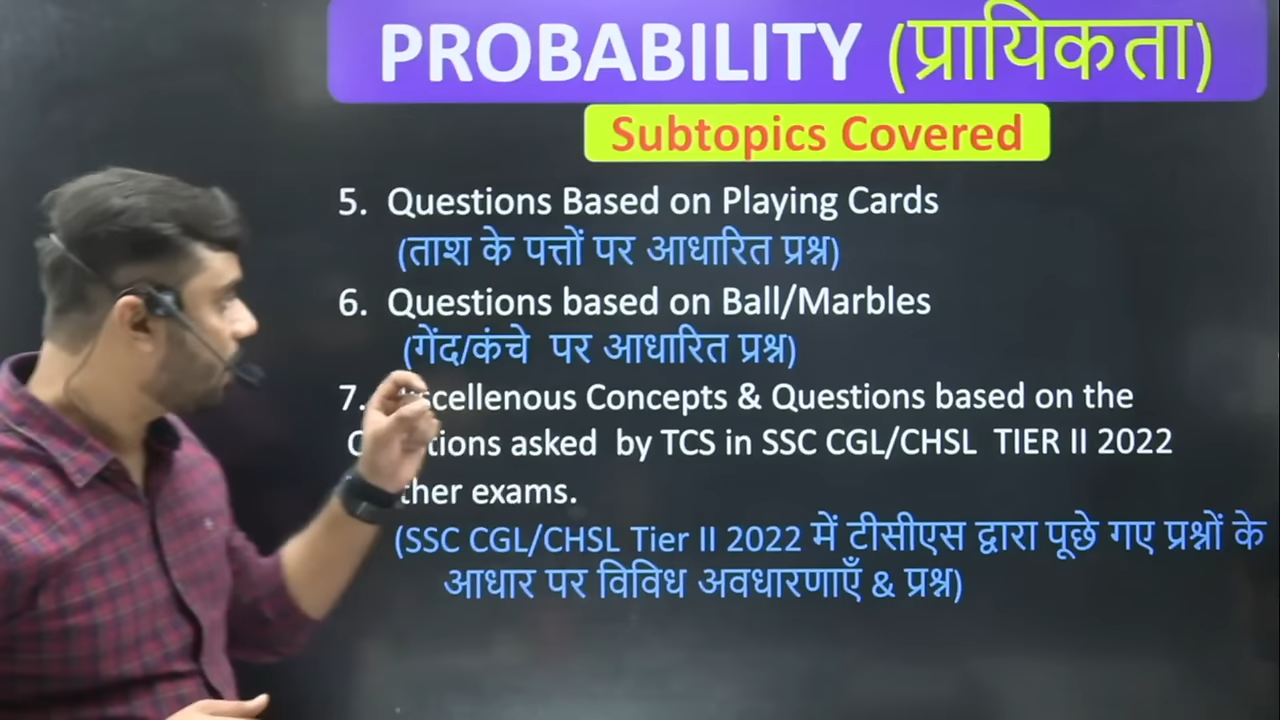 PROBABILITY (प्रायिकता)
Subtopics Covered
5. Questions Based on Playing Cards
(ताश के पत्तों पर आधारित प्रश्न)
6. Questions based on Ball/Marbles
(गेंद/कंचे पर आधारित प्रश्न)
7. Concepts & Questions based on the
asked by TCS in SSC CGL/CHSL TIER II 2022
exams.
(SSC CGL/CHSL Tier II 2022 में टीसीएस द्वारा पूछे गए प्रश्नों के
आधार पर विविध अवधारणाएँ & प्रश्न)